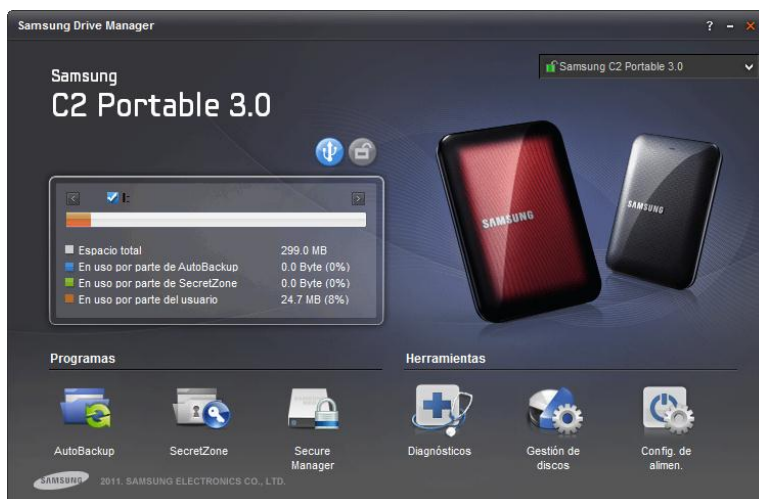 Samsung Drive Manager
? -  ×
Samsung C2 Portable 3.0
Samsung
C2 Portable 3.0
I:
Espacio total 299.0 MB
En uso por parte de AutoBackup 0.0 Byte (0%)
En uso por parte de SecretZone 0.0 Byte (0%)
En uso por parte del usuario 24.7 MB (8%)
SAMSUNG
SAMSUNG
Programas
Herramientas
AutoBackup
SecretZone
Secure
Manager
Diagnósticos
Gestión de
discos
Config. de
alimen.
SAMSUNG 2011. SAMSUNG ELECTRONICS CO., LTD.